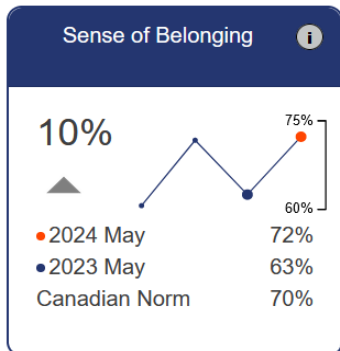 Sense of Belonging i
10%
75%
60%
2024 May 72%
2023 May 63%
Canadian Norm 70%